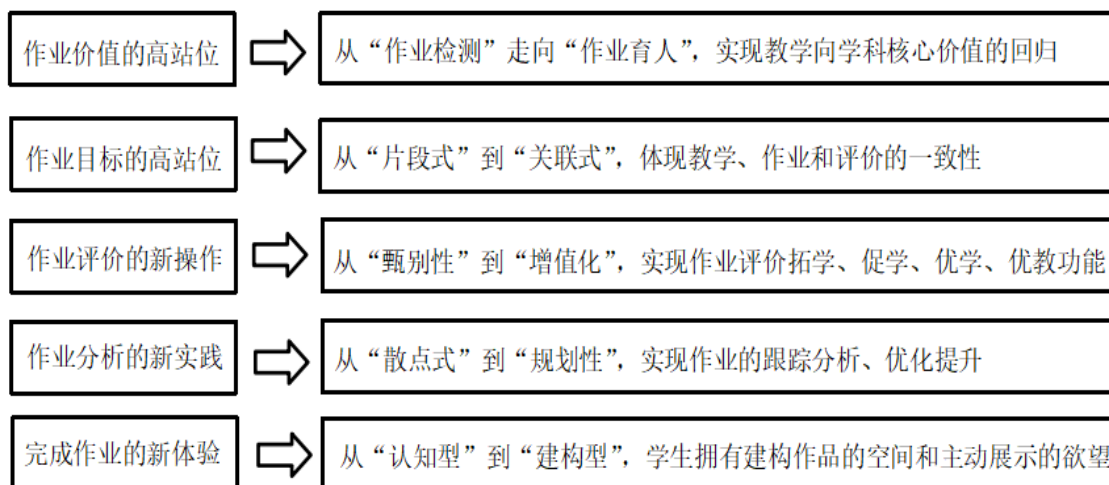 作业价值的高站位
从“作业检测”走向“作业育人”，实现教学向学科核心价值的回归
作业目标的高站位
从“片段式”到“关联式”，体现教学、作业和评价的一致性
作业评价的新操作
从“甄别性”到“增值化”，实现作业评价拓学、促学、优学、优教功能
作业分析的新实践
从“散点式”到“规划性”，实现作业的跟踪分析、优化提升
完成作业的新体验
从“认知型”到“建构型”，学生拥有建构作品的空间和主动展示的欲望